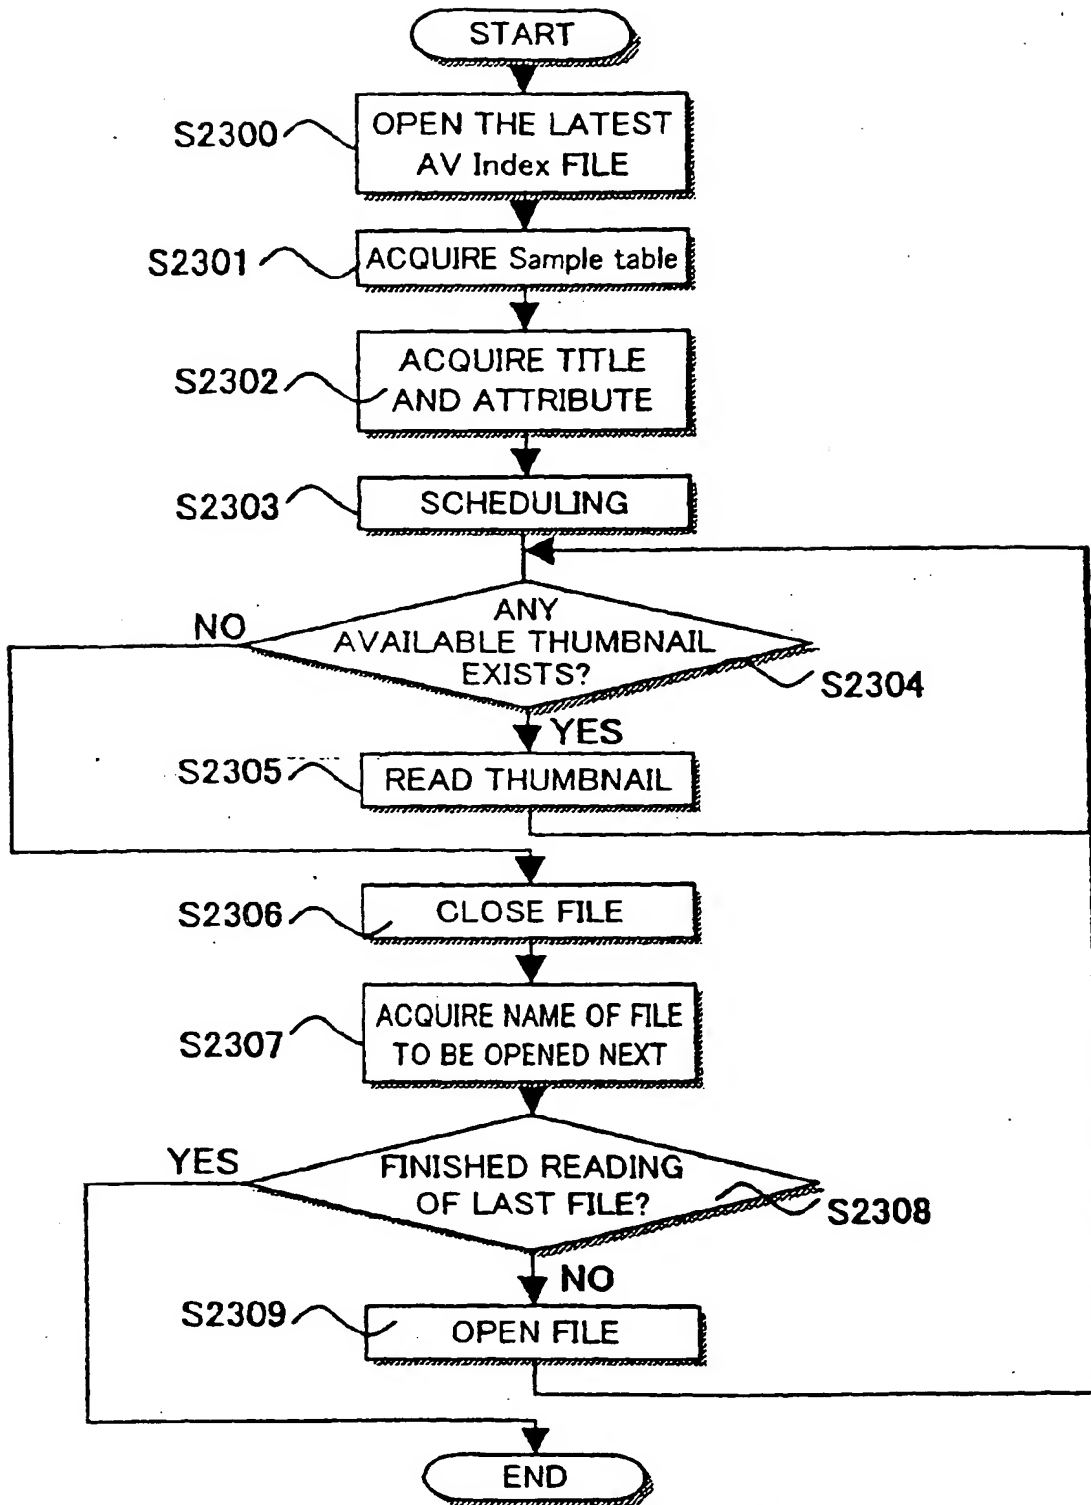 START
S2300
OPEN THE LATEST
AV Index FILE
S2301
ACQUIRE Sample table
S2302
ACQUIRE TITLE
AND ATTRIBUTE
S2303
SCHEDULING
NO
ANY
AVAILABLE THUMBNAIL
EXISTS?
S2304
YES
S2305
READ THUMBNAIL
S2306
CLOSE FILE
S2307
ACQUIRE NAME OF FILE
TO BE OPENED NEXT
YES
FINISHED READING
OF LAST FILE?
S2308
NO
S2309
OPEN FILE
END